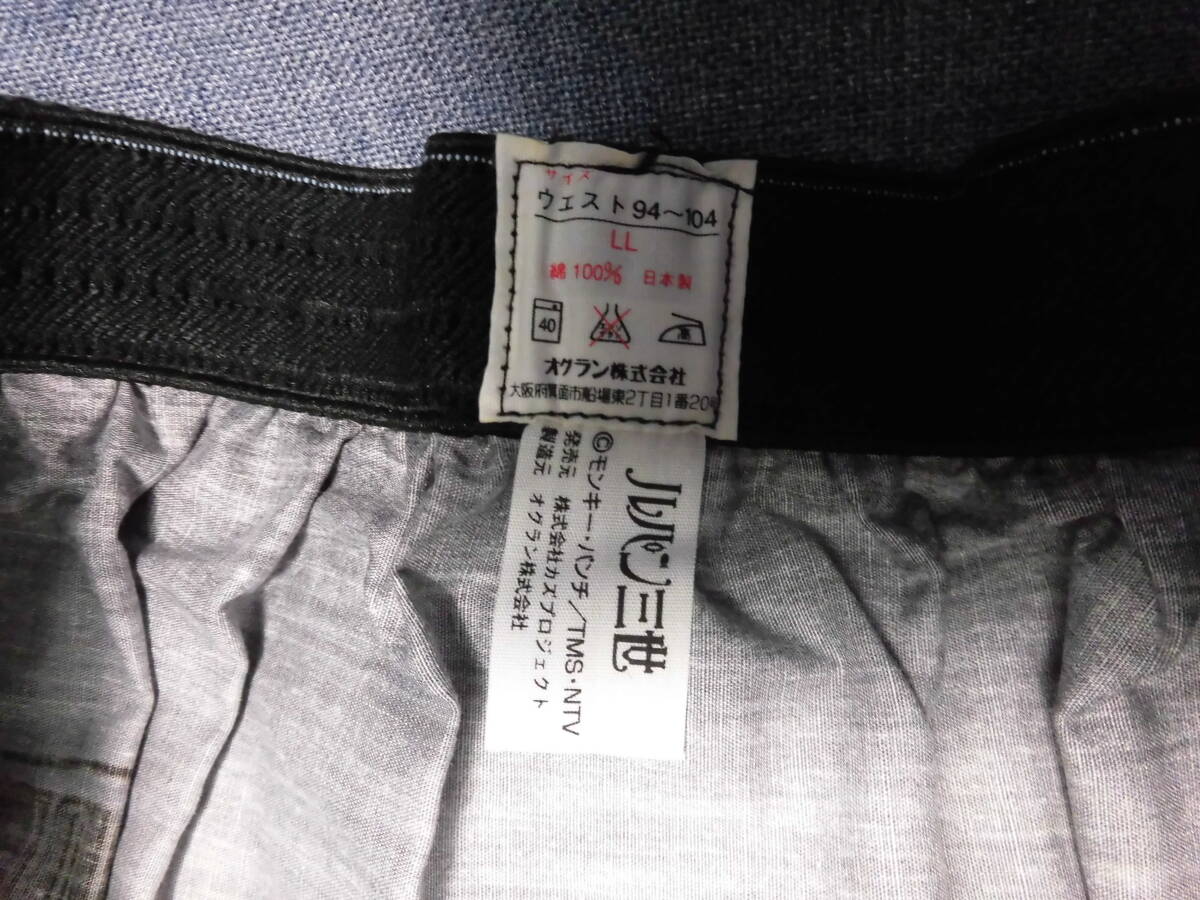 サイズ
ウエスト94～104
LL
綿 100% 日本製
40
高
オグラン株式会社
大阪府箕面市船場東2丁目1番20号
ルパン三世
©モンキー・パンチ/TMS・NTV
発売元 株式会社カズプロジェクト
製造元 オグラン株式会社